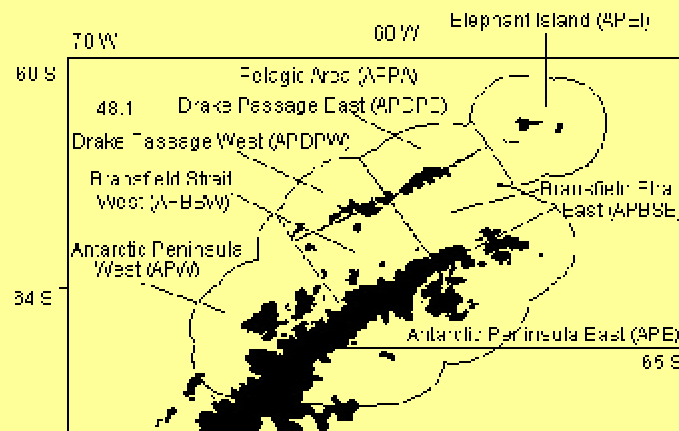 Elephant Island (APEI)
70 W
60 W
60 S
Pelagic Area (APPA)
48.1
Drake Passage East (APDPE)
Drake Passage West (APDPW)
Bransfield Strait
West (APBSW)
Bransfield Strait
East (APBSE)
Antarctic Peninsula
West (APW)
64 S
Antarctic Peninsula East (APE)
65 S